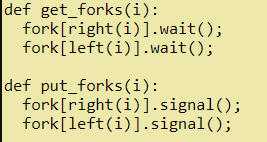 def get_forks(i):
  fork[right(i)].wait();
  fork[left(i)].wait();

def put_forks(i):
  fork[right(i)].signal();
  fork[left(i)].signal();